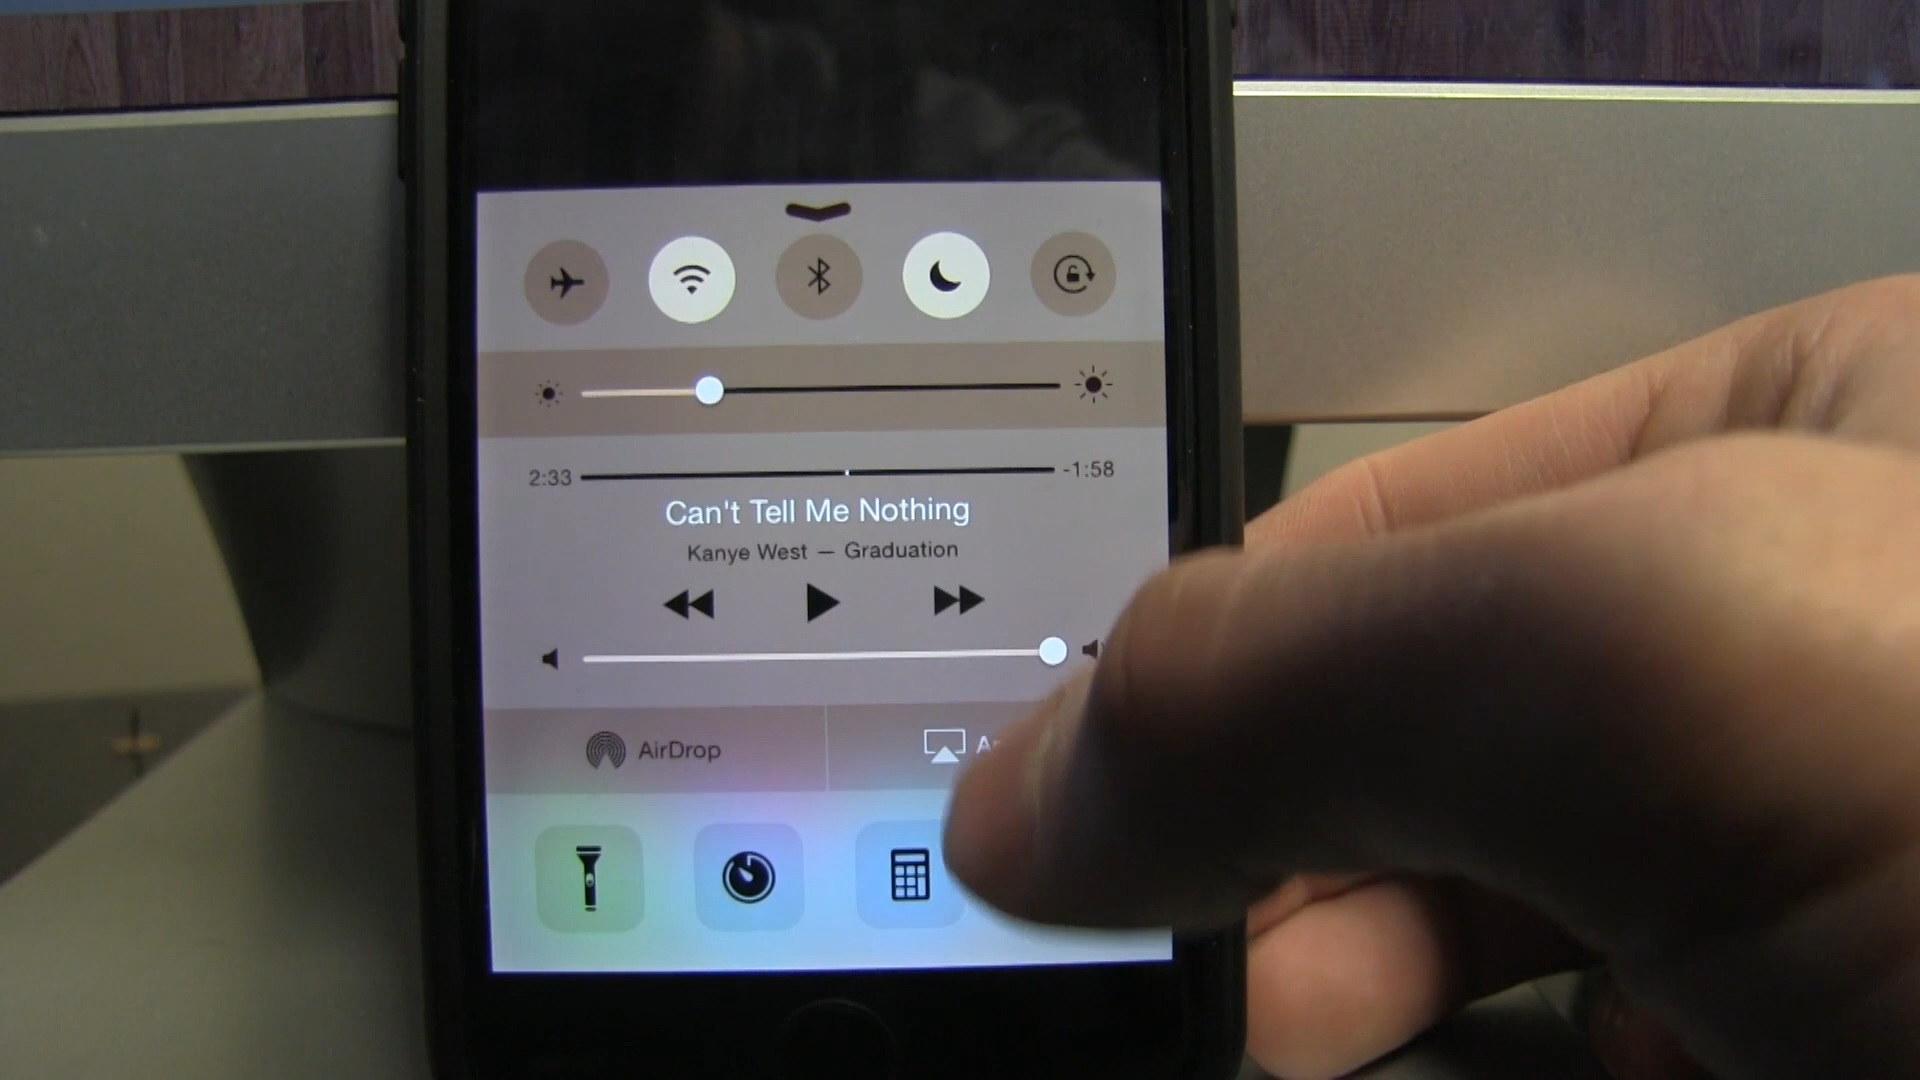 2:33
-1:58
Can't Tell Me Nothing
Kanye West — Graduation
AirDrop